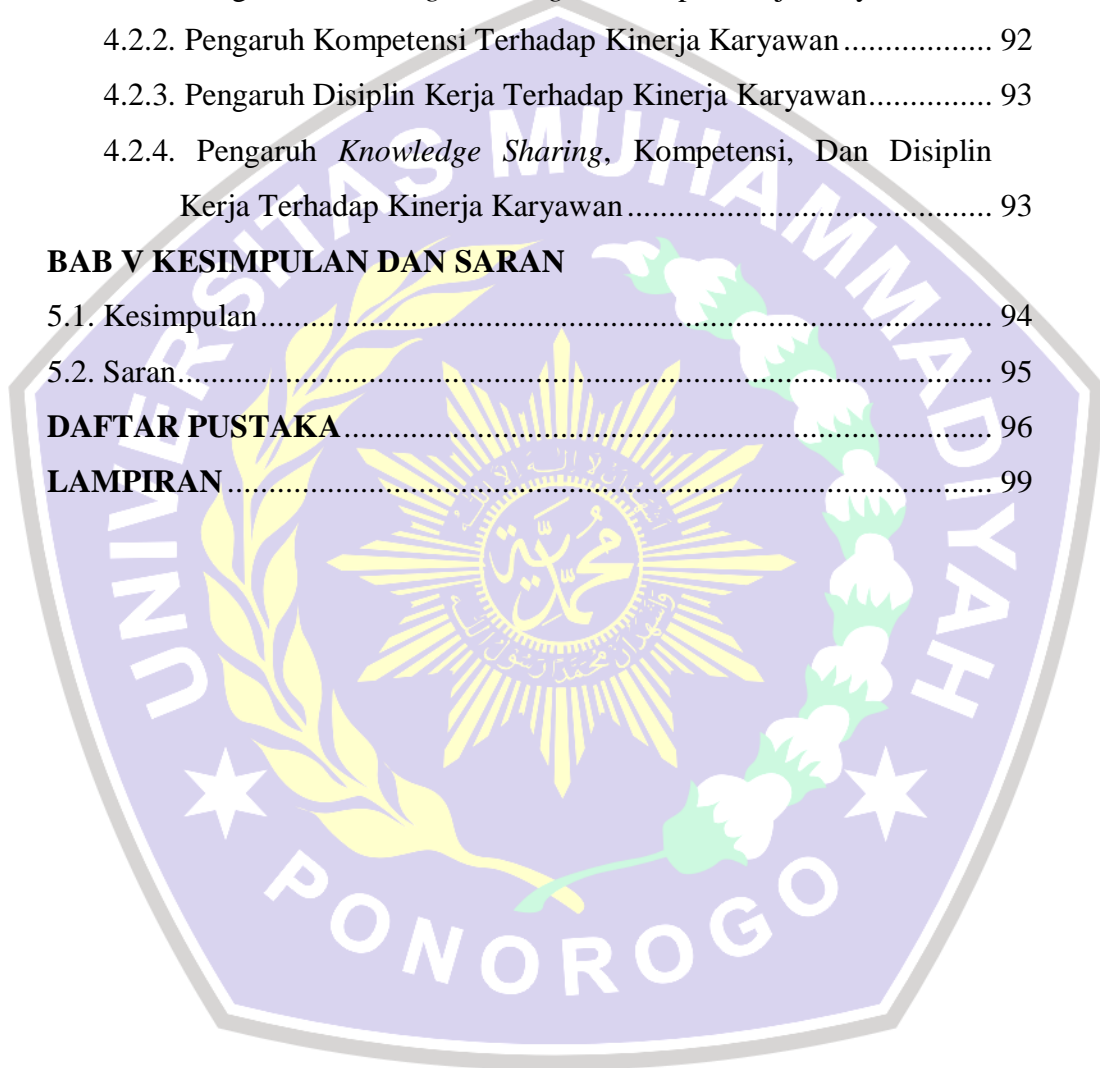 4.2.2. Pengaruh Kompetensi Terhadap Kinerja Karyawan .................. 92
4.2.3. Pengaruh Disiplin Kerja Terhadap Kinerja Karyawan............... 93
4.2.4. Pengaruh Knowledge Sharing, Kompetensi, Dan Disiplin
Kerja Terhadap Kinerja Karyawan ............................................ 93
BAB V KESIMPULAN DAN SARAN
5.1. Kesimpulan......................................................................................... 94
5.2. Saran................................................................................................... 95
DAFTAR PUSTAKA............................................................................... 96
LAMPIRAN ............................................................................................. 99
UNIVERSITAS MUHAMMADIYAH
PONOROGO
محمدية